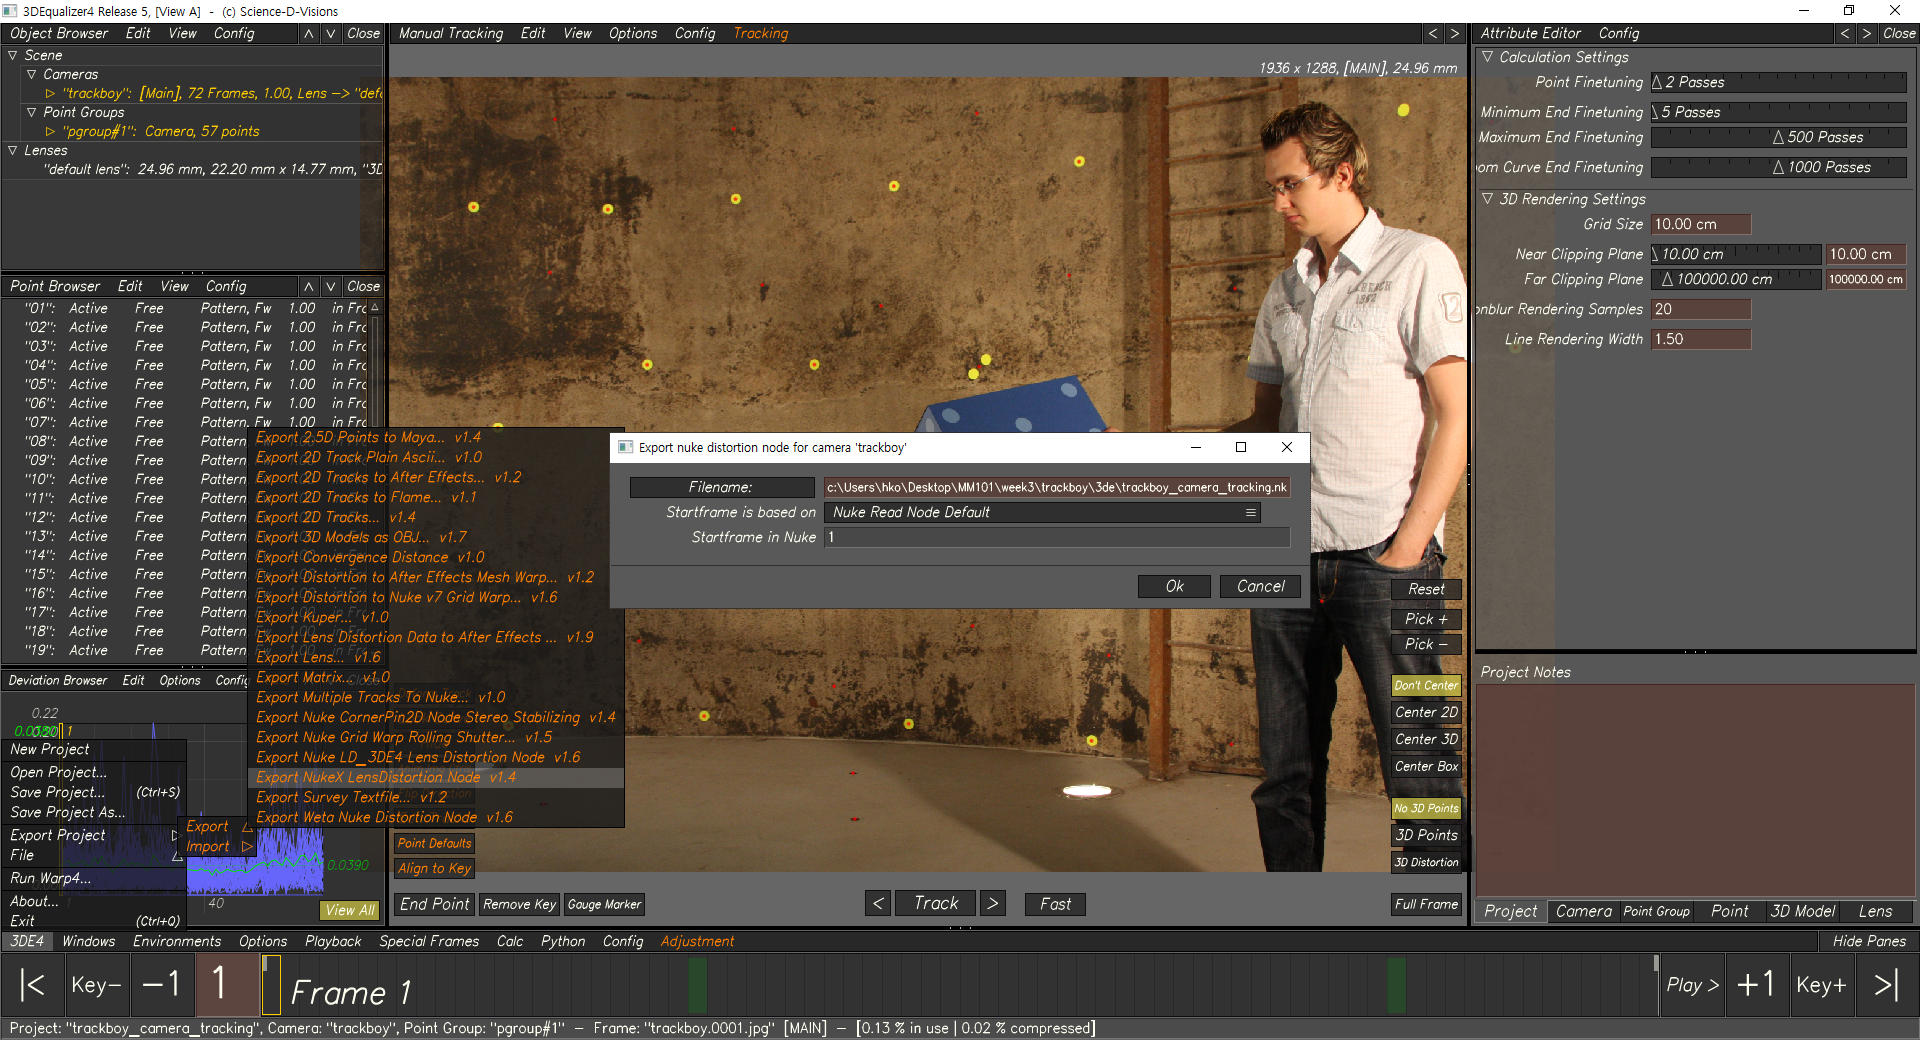 3DEqualizer4 Release 5, [View A]  -  (c) Science-D-Visions
Object Browser Edit View Config Close
Scene
Cameras
"trackboy": [Main], 72 Frames, 1.00, Lens -> "defa
Point Groups
"pgroup#1": Camera, 57 points
Lenses
"default lens": 24.96 mm, 22.20 mm x 14.77 mm, "3D
Point Browser Edit View Config Close
"01": Active Free Pattern, Fw 1.00 in Fra
"02": Active Free Pattern, Fw 1.00 in Fra
"03": Active Free Pattern, Fw 1.00 in Fra
"04": Active Free Pattern, Fw 1.00 in Fra
"05": Active Free Pattern, Fw 1.00 in Fra
"06": Active Free Pattern, Fw 1.00 in Fra
"07": Active Free Pattern, Fw 1.00 in Fra
"08": Active Free Pattern
"09": Active Free Pattern
"10": Active Free Pattern
"11": Active Free Pattern
"12": Active Free Pattern
"13": Active Free Pattern
"14": Active Free Pattern
"15": Active Free Pattern
"16": Active Free Pattern
"17": Active Free Pattern
"18": Active Free Pattern
"19": Active Free Pattern
Deviation Browser Edit Options Config
0.22
0.20
1
0.0390
40
View All
New Project
Open Project...
Save Project... (Ctrl+S)
Save Project As...
Export Project
File
Run Warp4...
About...
Exit (Ctrl+Q)
Export
Import
Export 2.5D Points to Maya... v1.4
Export 2D Track Plain Ascii... v1.0
Export 2D Tracks to After Effects... v1.2
Export 2D Tracks to Flame... v1.1
Export 2D Tracks... v1.4
Export 3D Models as OBJ... v1.7
Export Convergence Distance v1.0
Export Distortion to After Effects Mesh Warp... v1.2
Export Distortion to Nuke v7 Grid Warp... v1.6
Export Kuper... v1.0
Export Lens Distortion Data to After Effects ... v1.9
Export Lens... v1.6
Export Matrix... v1.0
Export Multiple Tracks To Nuke... v1.0
Export Nuke CornerPin2D Node Stereo Stabilizing v1.4
Export Nuke Grid Warp Rolling Shutter... v1.5
Export Nuke LD_3DE4 Lens Distortion Node v1.6
Export NukeX LensDistortion Node v1.4
Export Survey Textfile... v1.2
Export Weta Nuke Distortion Node v1.6
Manual Tracking Edit View Options Config Tracking < >
1936 x 1288, [MAIN], 24.96 mm
Export nuke distortion node for camera 'trackboy'
Filename: c:\Users\hko\Desktop\MM101\week3\trackboy\3de\trackboy_camera_tracking.nk
Startframe is based on Nuke Read Node Default
Startframe in Nuke 1
Ok Cancel
Reset
Pick +
Pick -
Don't Center
Center 2D
Center 3D
Center Box
No 3D Points
3D Points
3D Distortion
Full Frame
Point Defaults
Align to Key
End Point Remove Key Gauge Marker
< Track > Fast
Attribute Editor Config < > Close
Calculation Settings
Point Finetuning 2 Passes
Minimum End Finetuning 5 Passes
Maximum End Finetuning 500 Passes
oom Curve End Finetuning 1000 Passes
3D Rendering Settings
Grid Size 10.00 cm
Near Clipping Plane 10.00 cm 10.00 cm
Far Clipping Plane 100000.00 cm 100000.00 cm
onblur Rendering Samples 20
Line Rendering Width 1.50
Project Notes
Project Camera Point Group Point 3D Model Lens
3DE4 Windows Environments Options Playback Special Frames Calc Python Config Adjustment Hide Panes
|< Key- -1 1 Frame 1 Play > +1 Key+ >|
Project: "trackboy_camera_tracking", Camera: "trackboy", Point Group: "pgroup#1"  -  Frame: "trackboy.0001.jpg"  [MAIN]  -  [0.13 % in use | 0.02 % compressed]